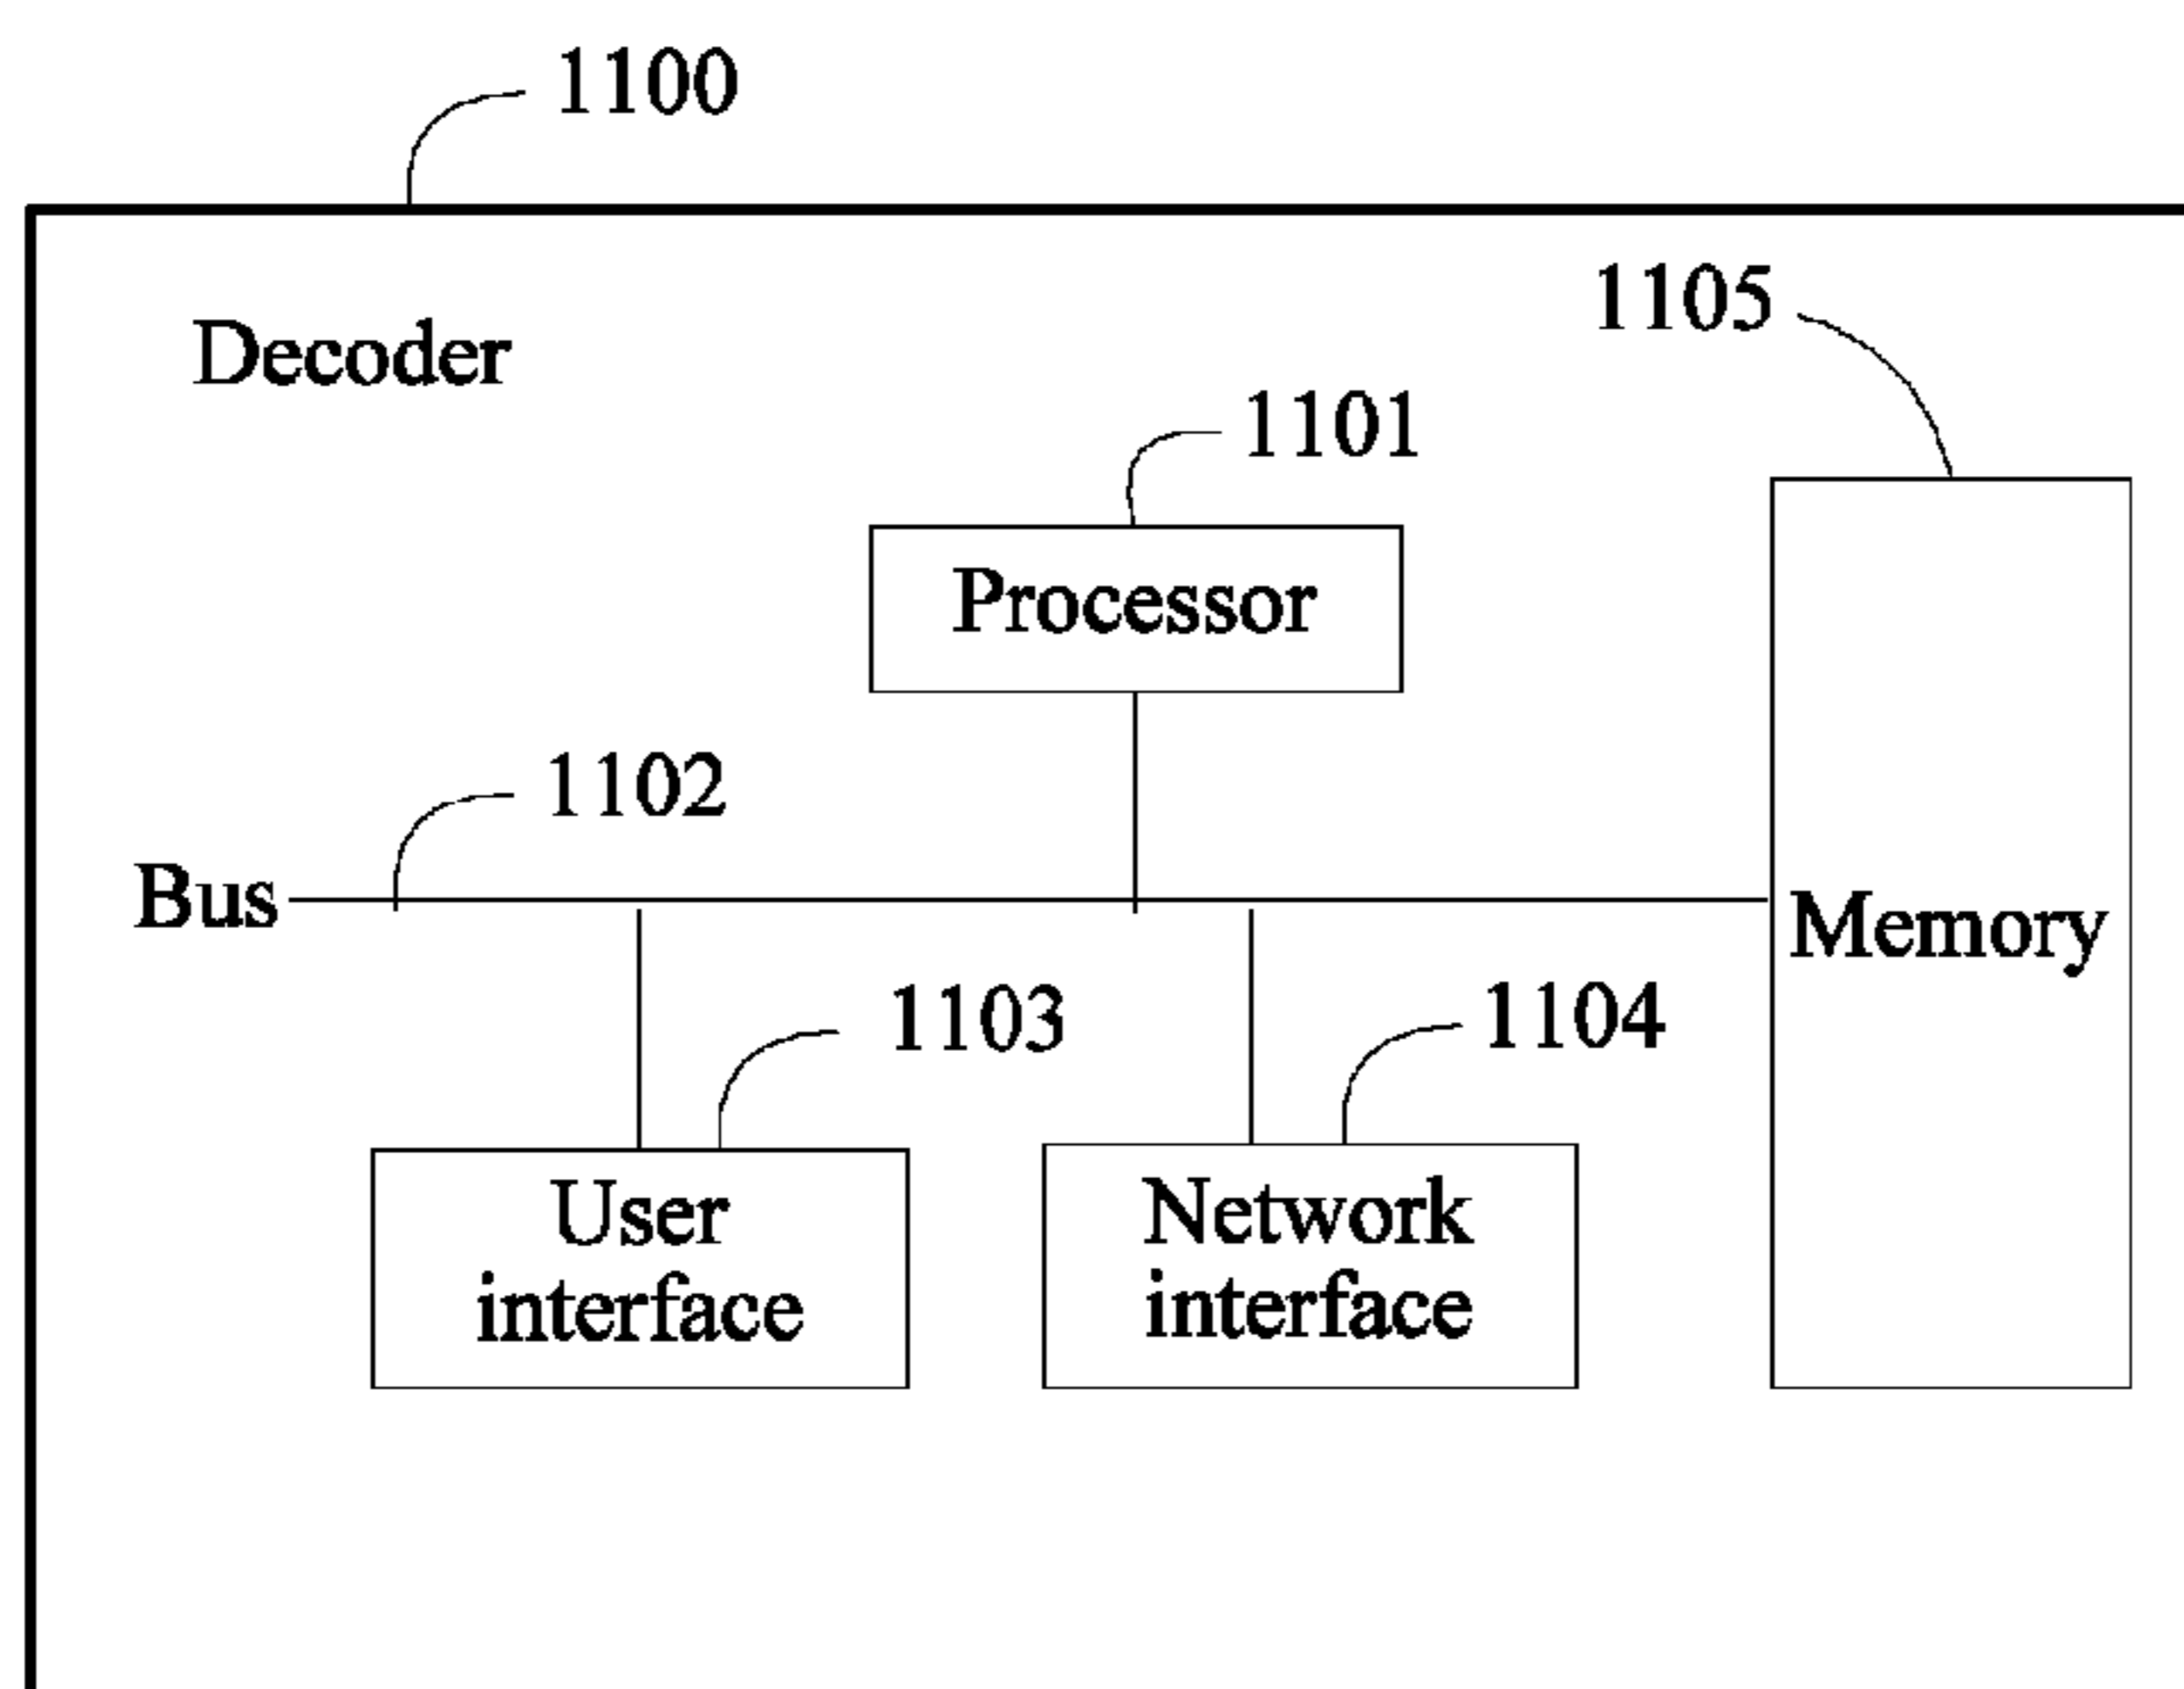 1100
Decoder
1105
1101
Processor
1102
Bus
Memory
1103
1104
User
interface
Network
interface